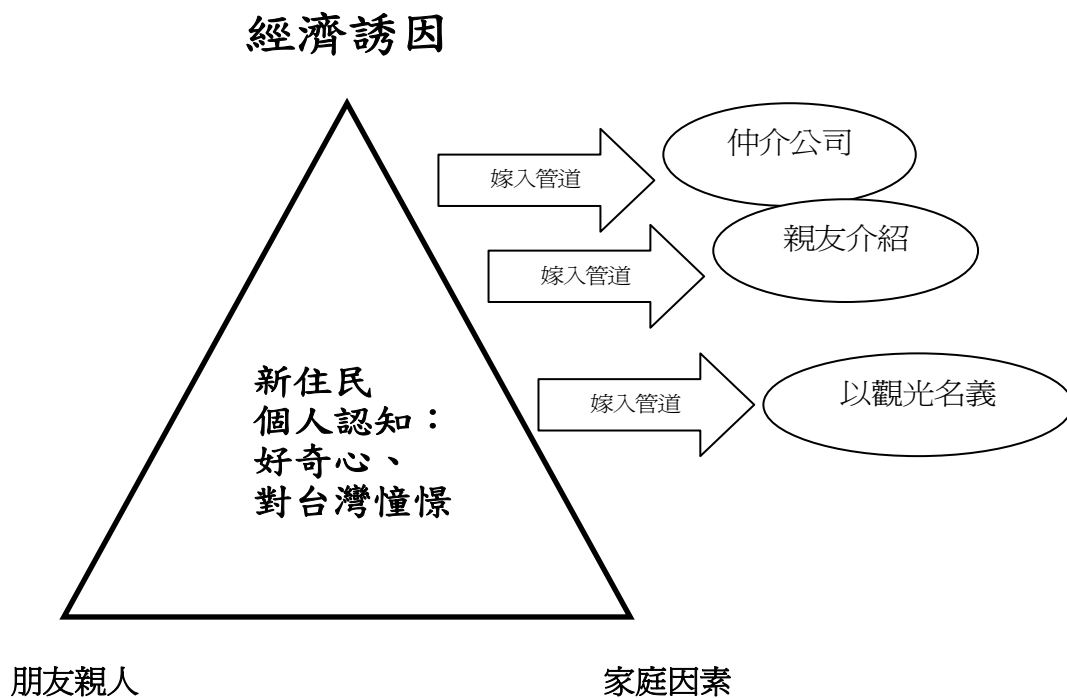 經濟誘因
仲介公司
嫁入管道
親友介紹
嫁入管道
以觀光名義
嫁入管道
新住民
個人認知：
好奇心、
對台灣憧憬
朋友親人
家庭因素